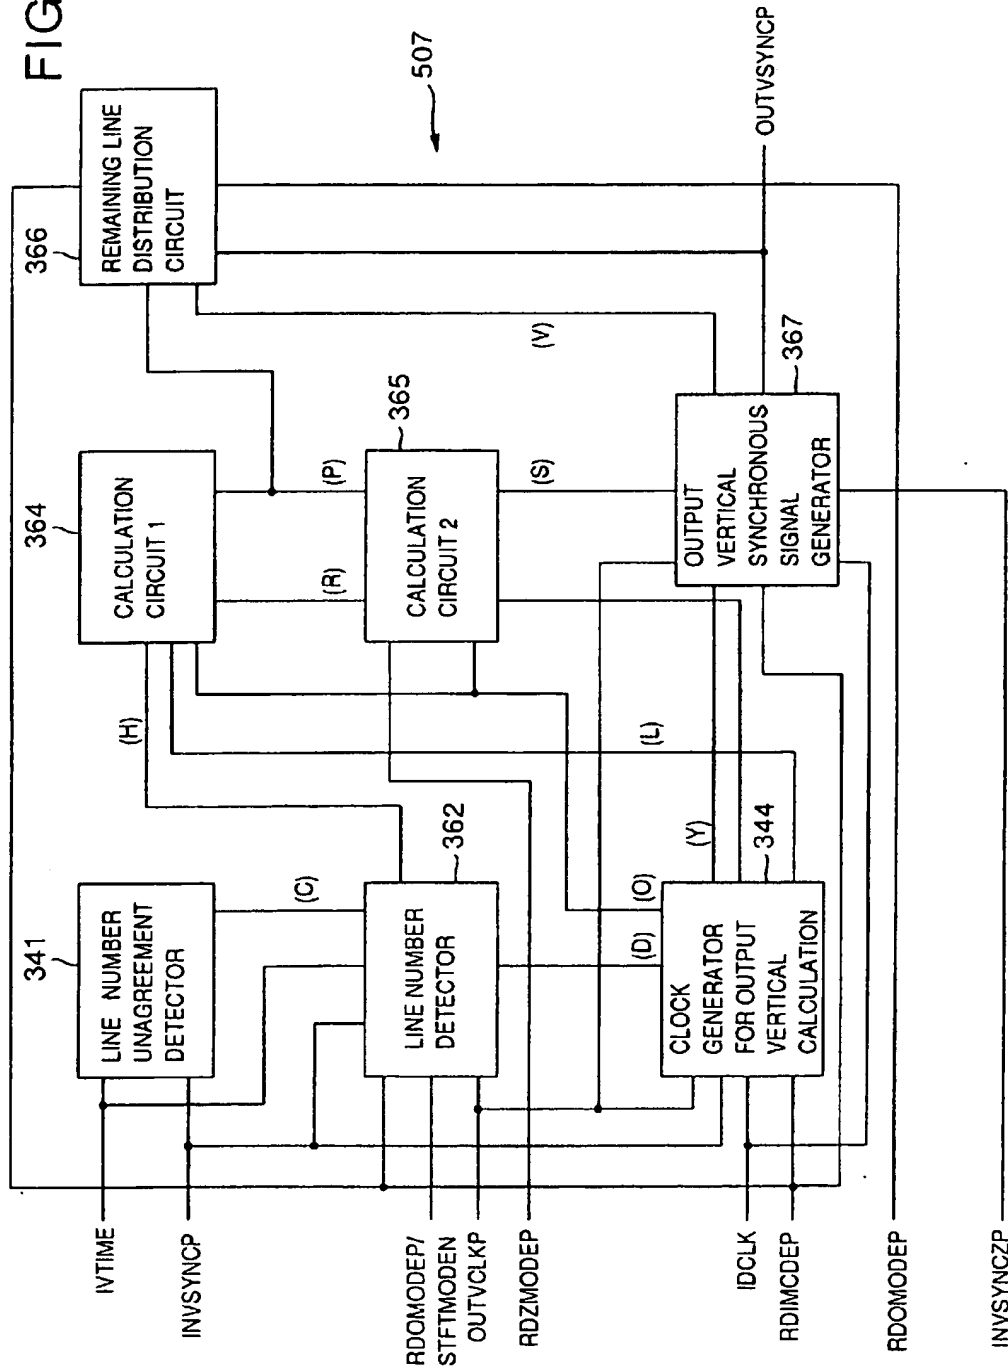 FIG
507
366
REMAINING LINE
DISTRIBUTION
CIRCUIT
OUTVSYNCP
364
CALCULATION
CIRCUIT 1
(V)
(R)
(P)
365
CALCULATION
CIRCUIT 2
(S)
367
OUTPUT
VERTICAL
SYNCHRONOUS
SIGNAL
GENERATOR
(H)
(L)
341
LINE NUMBER
UNAGREEMENT
DETECTOR
(C)
362
LINE NUMBER
DETECTOR
(D)
(O)
(Y)
344
CLOCK
GENERATOR
FOR OUTPUT
VERTICAL
CALCULATION
IVTIME
INVSYNCP
RDOMODEP/
STFTMODEN
OUTVCLKP
RDZMODEP
IDCLK
RDIMCDEP
RDOMODEP
INVSYNCZP